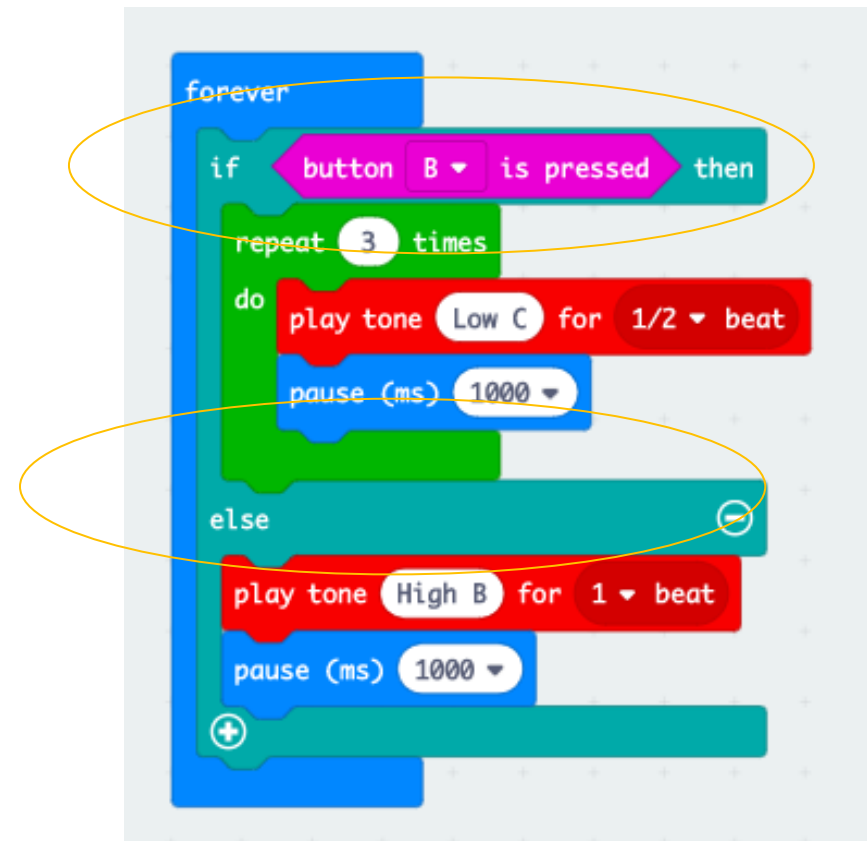 forever
if button B is pressed then
repeat 3 times
do
play tone Low C for 1/2 beat
pause (ms) 1000
else
play tone High B for 1 beat
pause (ms) 1000